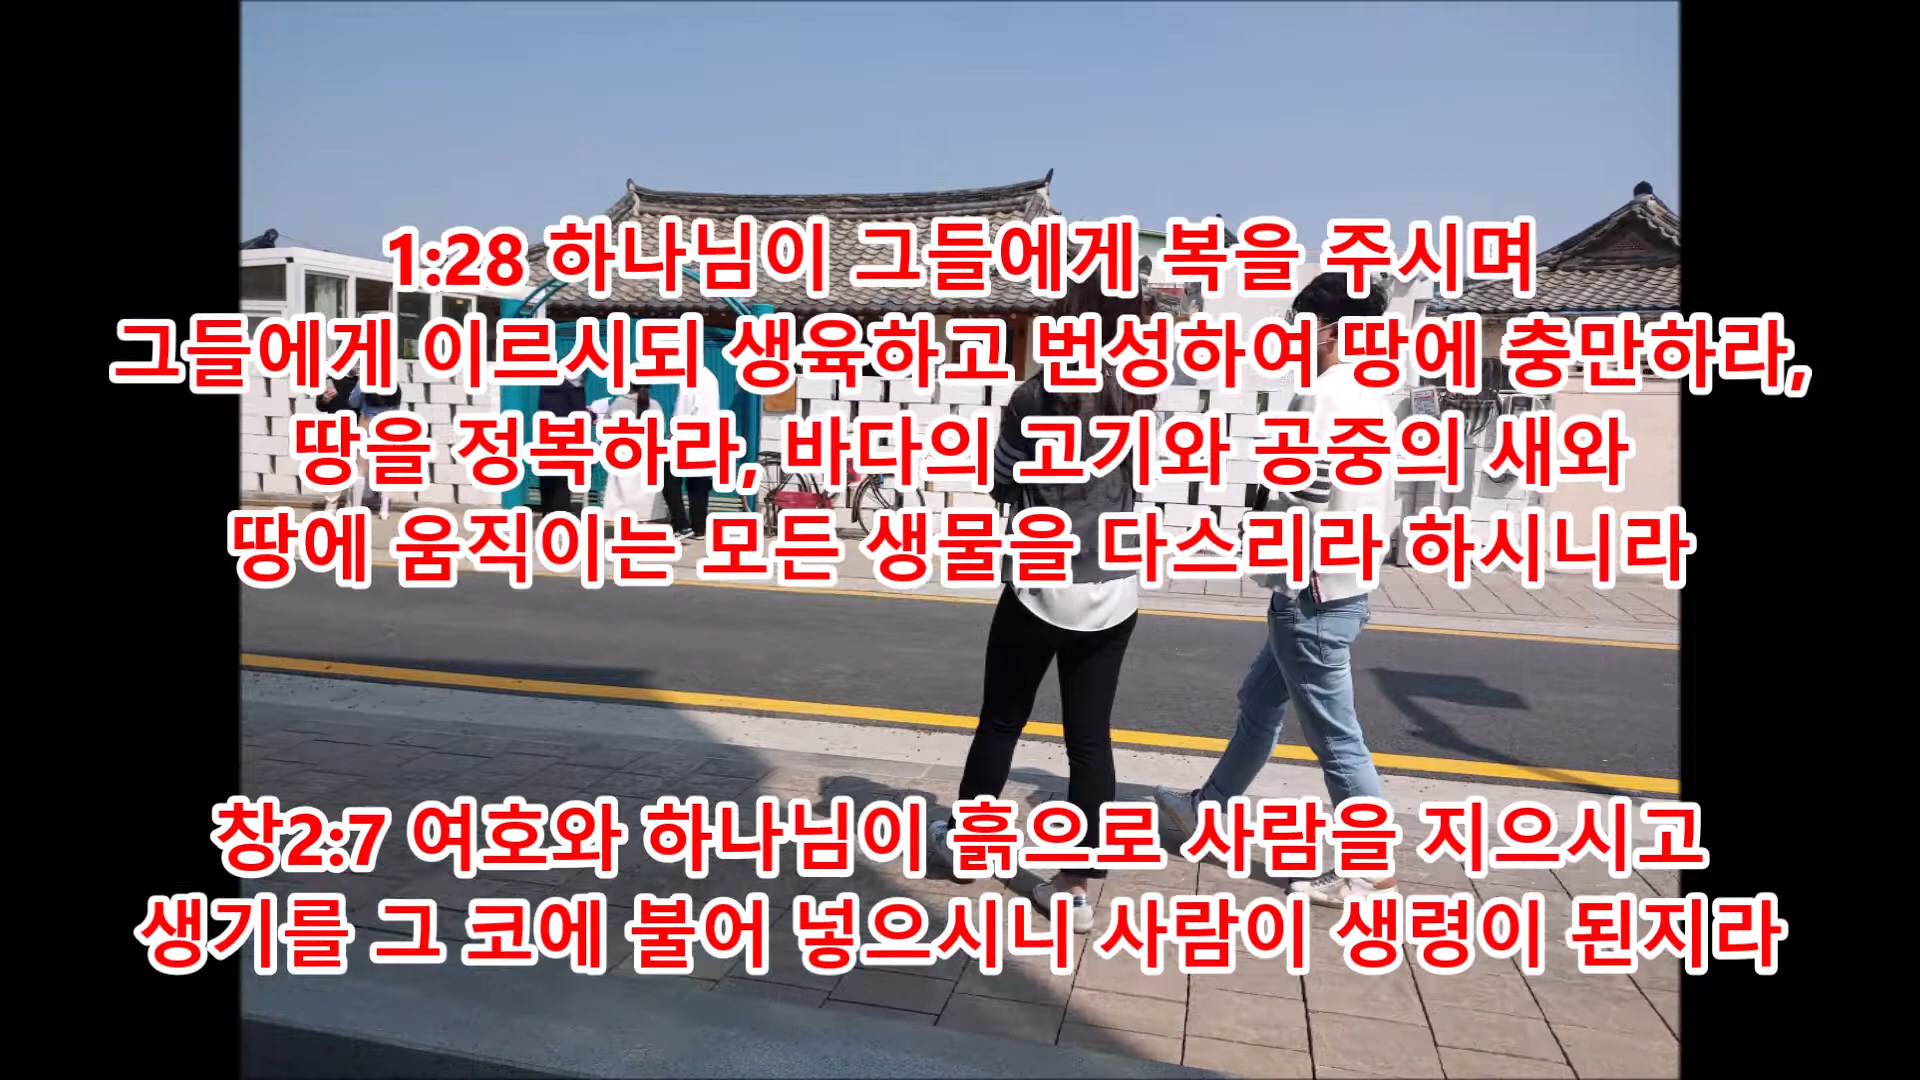 1:28 하나님이 그들에게 복을 주시며
그들에게 이르시되 생육하고 번성하여 땅에 충만하라,
땅을 정복하라, 바다의 고기와 공중의 새와
땅에 움직이는 모든 생물을 다스리라 하시니라
창2:7 여호와 하나님이 흙으로 사람을 지으시고
생기를 그 코에 불어 넣으시니 사람이 생령이 된지라